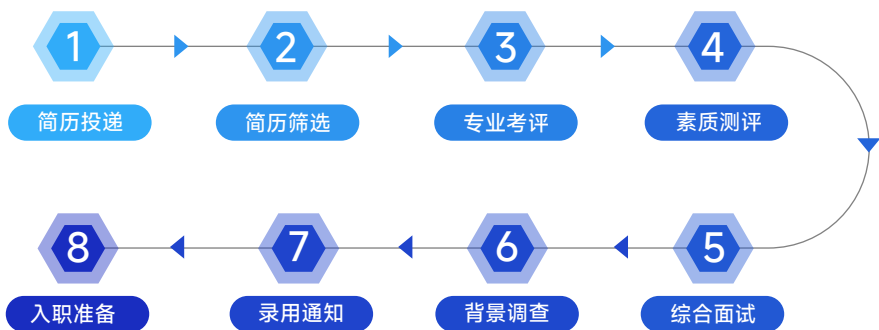 1
2
3
4
简历投递
简历筛选
专业考评
素质测评
8
7
6
5
入职准备
录用通知
背景调查
综合面试